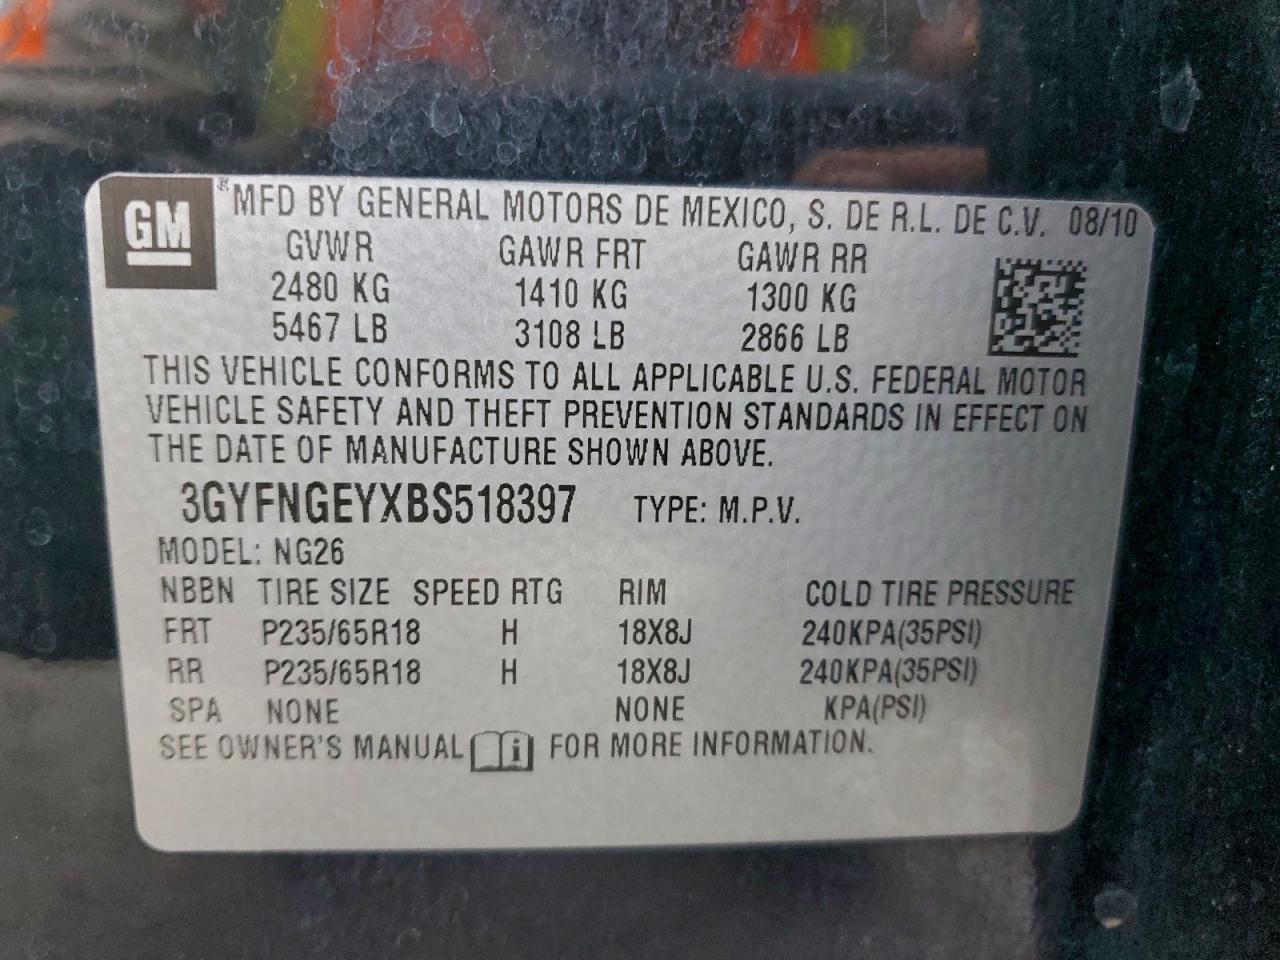 GM ® MFD BY GENERAL MOTORS DE MEXICO, S. DE R.L. DE C.V. 08/10
GVWR GAWR FRT GAWR RR
2480 KG 1410 KG 1300 KG
5467 LB 3108 LB 2866 LB
THIS VEHICLE CONFORMS TO ALL APPLICABLE U.S. FEDERAL MOTOR
VEHICLE SAFETY AND THEFT PREVENTION STANDARDS IN EFFECT ON
THE DATE OF MANUFACTURE SHOWN ABOVE.
3GYFNGEYXBS518397 TYPE: M.P.V.
MODEL: NG26
NBBN TIRE SIZE SPEED RTG RIM COLD TIRE PRESSURE
FRT P235/65R18 H 18X8J 240KPA(35PSI)
RR P235/65R18 H 18X8J 240KPA(35PSI)
SPA NONE NONE KPA(PSI)
SEE OWNER'S MANUAL i FOR MORE INFORMATION.